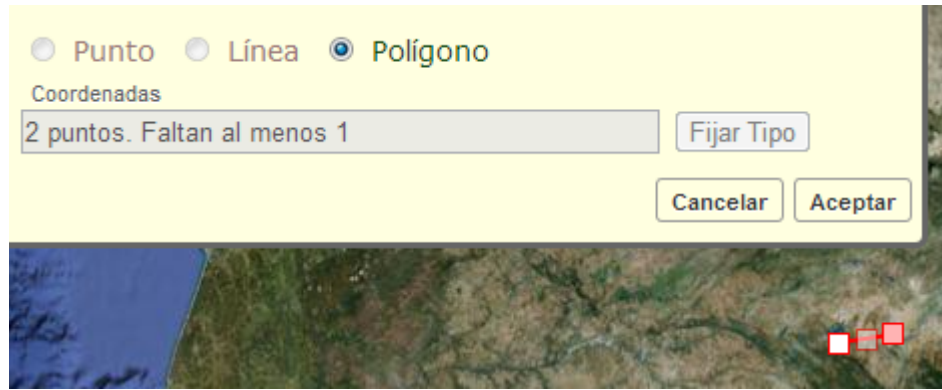 Punto Línea Polígono
Coordenadas
2 puntos. Faltan al menos 1 Fijar Tipo
Cancelar Aceptar